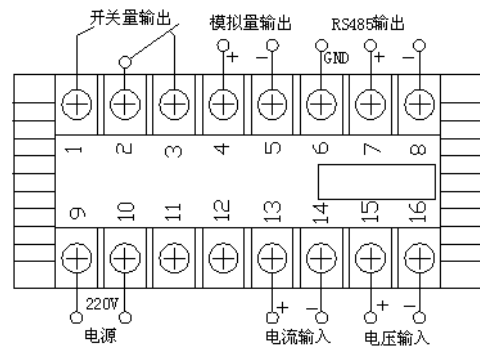 开关量输出 模拟量输出 RS485输出
+ − GND + −
1 2 3 4 5 6 7 8
9 10 11 12 13 14 15 16
220V + − + −
电源 电流输入 电压输入